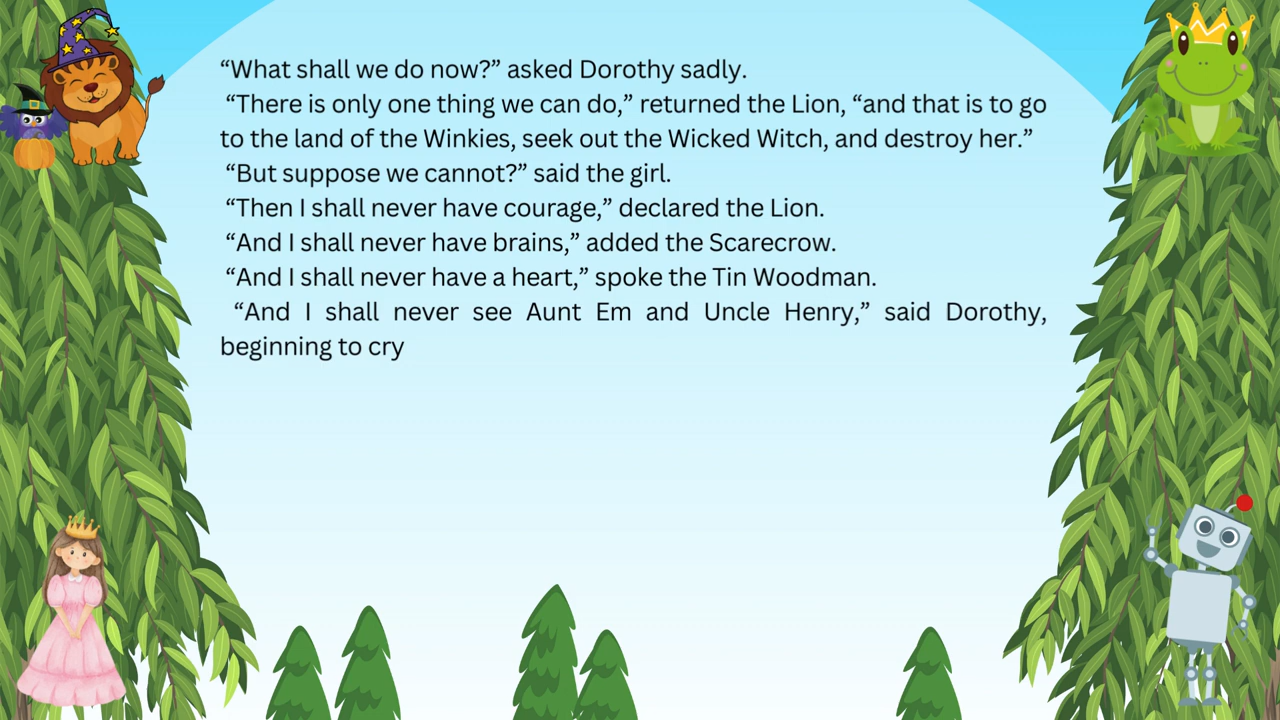 “What shall we do now?” asked Dorothy sadly.
“There is only one thing we can do,” returned the Lion, “and that is to go
to the land of the Winkies, seek out the Wicked Witch, and destroy her.”
“But suppose we cannot?” said the girl.
“Then I shall never have courage,” declared the Lion.
“And I shall never have brains,” added the Scarecrow.
“And I shall never have a heart,” spoke the Tin Woodman.
“And I shall never see Aunt Em and Uncle Henry,” said Dorothy,
beginning to cry